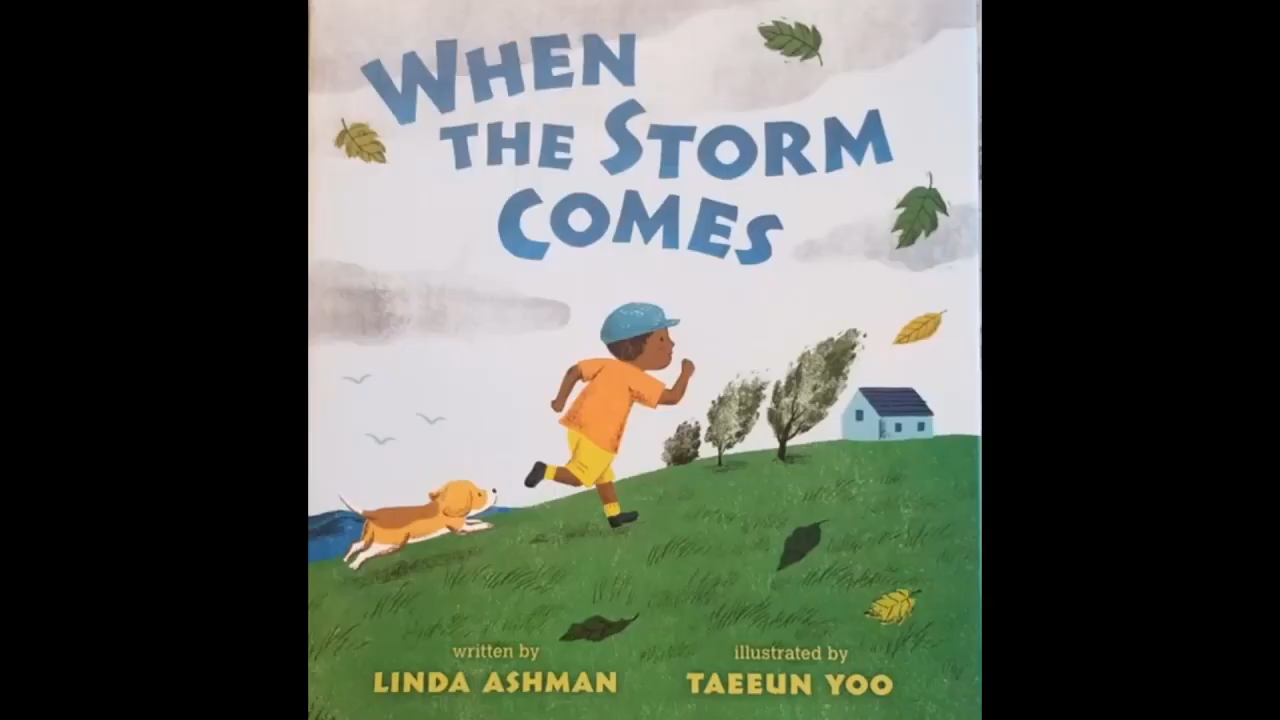 WHEN
THE STORM
COMES
written by
LINDA ASHMAN
illustrated by
TAEEUN YOO